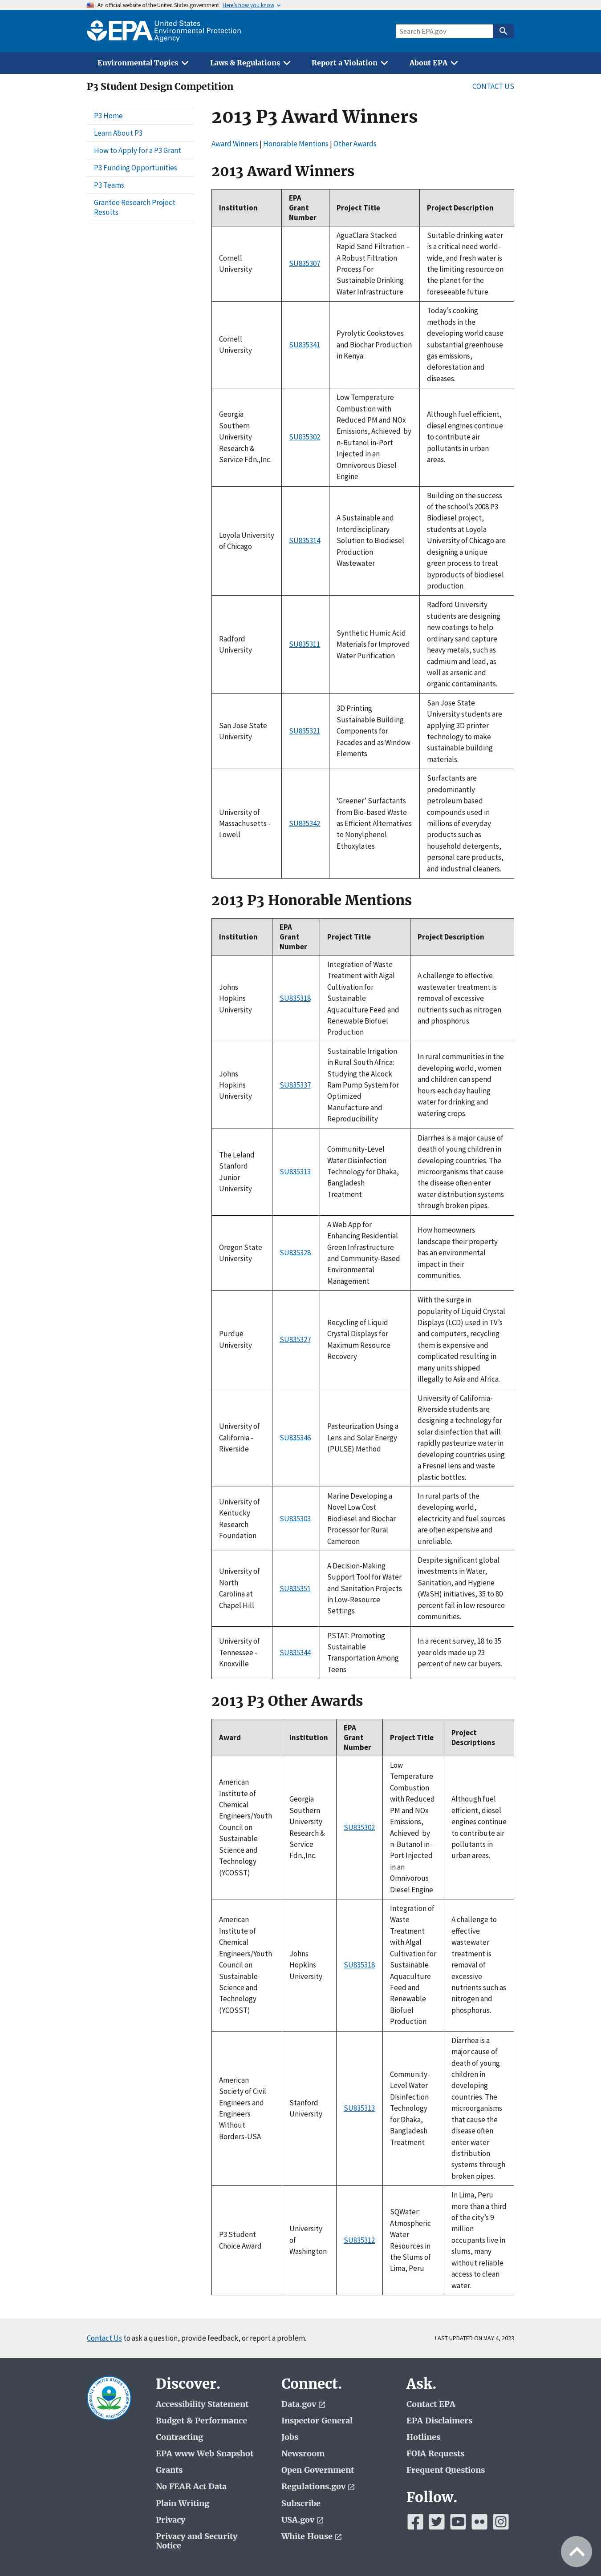 An official website of the United States government Here's how you know
EPA United States Environmental Protection Agency
Search EPA.gov
Environmental Topics
Laws & Regulations
Report a Violation
About EPA
P3 Student Design Competition
CONTACT US
P3 Home
Learn About P3
How to Apply for a P3 Grant
P3 Funding Opportunities
P3 Teams
Grantee Research Project
Results
2013 P3 Award Winners
Award Winners | Honorable Mentions | Other Awards
2013 Award Winners
Institution EPA Grant Number Project Title Project Description
Cornell University SU835307 AguaClara Stacked Rapid Sand Filtration – A Robust Filtration Process For Sustainable Drinking Water Infrastructure Suitable drinking water is a critical need world-wide, and fresh water is the limiting resource on the planet for the foreseeable future.
Cornell University SU835341 Pyrolytic Cookstoves and Biochar Production in Kenya: Today's cooking methods in the developing world cause substantial greenhouse gas emissions, deforestation and diseases.
Georgia Southern University Research & Service Fdn.,Inc. SU835302 Low Temperature Combustion with Reduced PM and NOx Emissions, Achieved by n-Butanol in-Port Injected in an Omnivorous Diesel Engine Although fuel efficient, diesel engines continue to contribute air pollutants in urban areas.
Loyola University of Chicago SU835314 A Sustainable and Interdisciplinary Solution to Biodiesel Production Wastewater Building on the success of the school's 2008 P3 Biodiesel project, students at Loyola University of Chicago are designing a unique green process to treat byproducts of biodiesel production.
Radford University SU835311 Synthetic Humic Acid Materials for Improved Water Purification Radford University students are designing new coatings to help ordinary sand capture heavy metals, such as cadmium and lead, as well as arsenic and organic contaminants.
San Jose State University SU835321 3D Printing Sustainable Building Components for Facades and as Window Elements San Jose State University students are applying 3D printer technology to make sustainable building materials.
University of Massachusetts - Lowell SU835342 'Greener' Surfactants from Bio-based Waste as Efficient Alternatives to Nonylphenol Ethoxylates Surfactants are predominantly petroleum based compounds used in millions of everyday products such as household detergents, personal care products, and industrial cleaners.
2013 P3 Honorable Mentions
Institution EPA Grant Number Project Title Project Description
Johns Hopkins University SU835318 Integration of Waste Treatment with Algal Cultivation for Sustainable Aquaculture Feed and Renewable Biofuel Production A challenge to effective wastewater treatment is removal of excessive nutrients such as nitrogen and phosphorus.
Johns Hopkins University SU835337 Sustainable Irrigation in Rural South Africa: Studying the Alcock Ram Pump System for Optimized Manufacture and Reproducibility In rural communities in the developing world, women and children can spend hours each day hauling water for drinking and watering crops.
The Leland Stanford Junior University SU835313 Community-Level Water Disinfection Technology for Dhaka, Bangladesh Treatment Diarrhea is a major cause of death of young children in developing countries. The microorganisms that cause the disease often enter water distribution systems through broken pipes.
Oregon State University SU835328 A Web App for Enhancing Residential Green Infrastructure and Community-Based Environmental Management How homeowners landscape their property has an environmental impact in their communities.
Purdue University SU835327 Recycling of Liquid Crystal Displays for Maximum Resource Recovery With the surge in popularity of Liquid Crystal Displays (LCD) used in TV's and computers, recycling them is expensive and complicated resulting in many units shipped illegally to Asia and Africa.
University of California - Riverside SU835346 Pasteurization Using a Lens and Solar Energy (PULSE) Method University of California-Riverside students are designing a technology for solar disinfection that will rapidly pasteurize water in developing countries using a Fresnel lens and waste plastic bottles.
University of Kentucky Research Foundation SU835303 Marine Developing a Novel Low Cost Biodiesel and Biochar Processor for Rural Cameroon In rural parts of the developing world, electricity and fuel sources are often expensive and unreliable.
University of North Carolina at Chapel Hill SU835351 A Decision-Making Support Tool for Water and Sanitation Projects in Low-Resource Settings Despite significant global investments in Water, Sanitation, and Hygiene (WaSH) initiatives, 35 to 80 percent fail in low resource communities.
University of Tennessee - Knoxville SU835344 PSTAT: Promoting Sustainable Transportation Among Teens In a recent survey, 18 to 35 year olds made up 23 percent of new car buyers.
2013 P3 Other Awards
Award Institution EPA Grant Number Project Title Project Descriptions
American Institute of Chemical Engineers/Youth Council on Sustainable Science and Technology (YCOSST) Georgia Southern University Research & Service Fdn.,Inc. SU835302 Low Temperature Combustion with Reduced PM and NOx Emissions, Achieved by n-Butanol in-Port Injected in an Omnivorous Diesel Engine Although fuel efficient, diesel engines continue to contribute air pollutants in urban areas.
American Institute of Chemical Engineers/Youth Council on Sustainable Science and Technology (YCOSST) Johns Hopkins University SU835318 Integration of Waste Treatment with Algal Cultivation for Sustainable Aquaculture Feed and Renewable Biofuel Production A challenge to effective wastewater treatment is removal of excessive nutrients such as nitrogen and phosphorus.
American Society of Civil Engineers and Engineers Without Borders-USA Stanford University SU835313 Community-Level Water Disinfection Technology for Dhaka, Bangladesh Treatment Diarrhea is a major cause of death of young children in developing countries. The microorganisms that cause the disease often enter water distribution systems through broken pipes.
P3 Student Choice Award University of Washington SU835312 SQWater: Atmospheric Water Resources in the Slums of Lima, Peru In Lima, Peru more than a third of the city's 9 million occupants live in slums, many without reliable access to clean water.
Contact Us to ask a question, provide feedback, or report a problem.
LAST UPDATED ON MAY 4, 2023
Discover.
Accessibility Statement
Budget & Performance
Contracting
EPA www Web Snapshot
Grants
No FEAR Act Data
Plain Writing
Privacy
Privacy and Security
Notice
Connect.
Data.gov
Inspector General
Jobs
Newsroom
Open Government
Regulations.gov
Subscribe
USA.gov
White House
Ask.
Contact EPA
EPA Disclaimers
Hotlines
FOIA Requests
Frequent Questions
Follow.